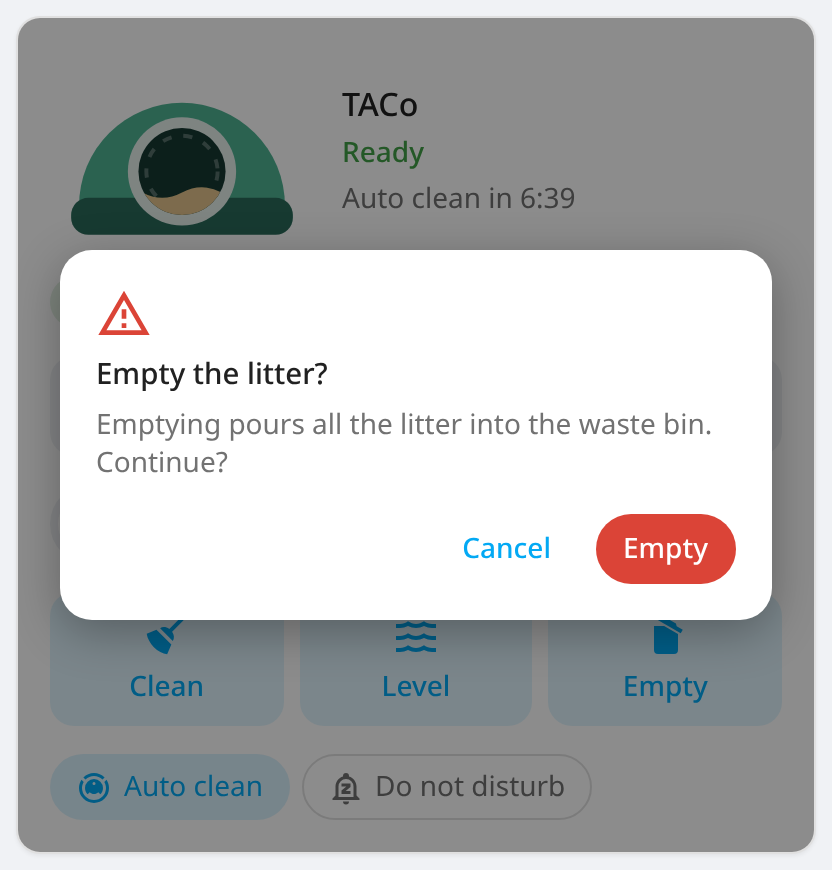 TACo
Ready
Auto clean in 6:39
Empty the litter?
Emptying pours all the litter into the waste bin.
Continue?
Cancel
Empty
Clean
Level
Empty
Auto clean
Do not disturb